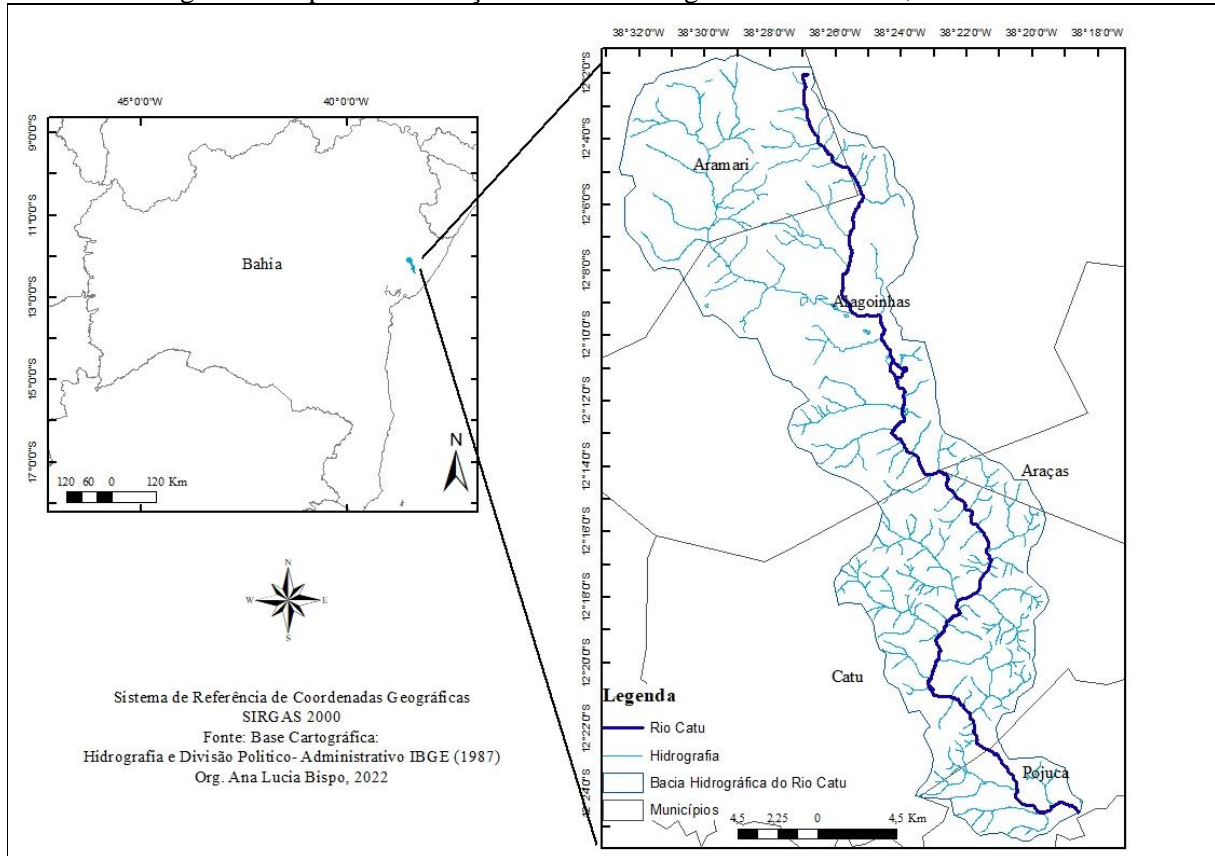 45°0'0"W 40°0'0"W
9°0'0"S
11°0'0"S
13°0'0"S
15°0'0"S
17°0'0"S
Bahia
N
120 60 0 120 Km
N
W E
S
Sistema de Referência de Coordenadas Geográficas
SIRGAS 2000
Fonte: Base Cartográfica:
Hidrografia e Divisão Político- Administrativo IBGE (1987)
Org. Ana Lucia Bispo, 2022
38°32'0"W 38°30'0"W 38°28'0"W 38°26'0"W 38°24'0"W 38°22'0"W 38°20'0"W 38°18'0"W
12°2'0"S
12°4'0"S
12°6'0"S
12°8'0"S
12°10'0"S
12°12'0"S
12°14'0"S
12°16'0"S
12°18'0"S
12°20'0"S
12°22'0"S
12°24'0"S
Aramari
Alagoinhas
Araças
Catu
Pojuca
Legenda
Rio Catu
Hidrografia
Bacia Hidrográfica do Rio Catu
Municípios
4,5 2,25 0 4,5 Km